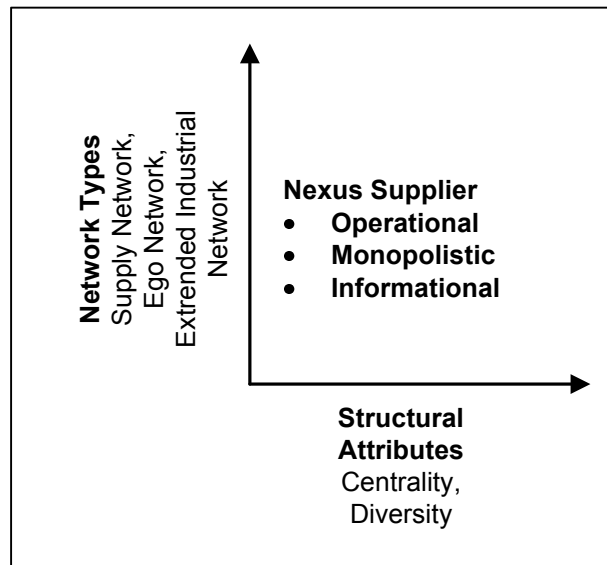 Network Types
Supply Network,
Ego Network,
Extrended Industrial
Network
Nexus Supplier
• Operational
• Monopolistic
• Informational
Structural
Attributes
Centrality,
Diversity